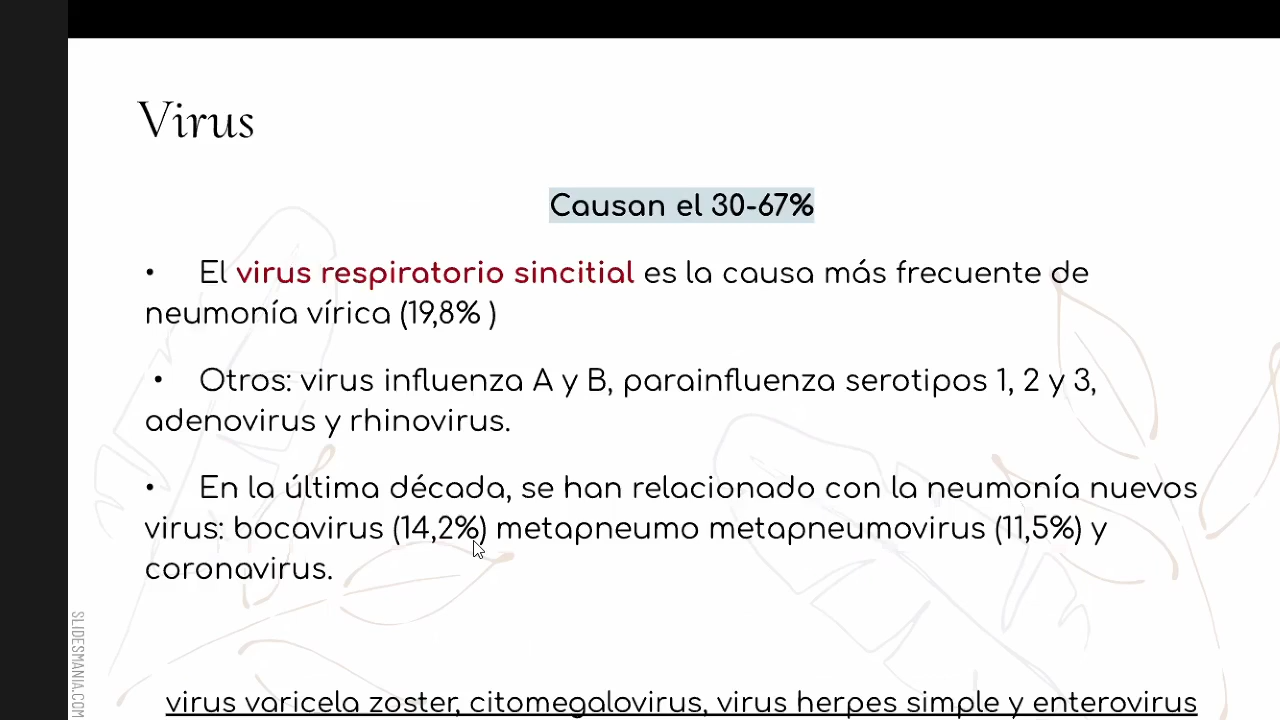 Virus
Causan el 30-67%
• El virus respiratorio sincitial es la causa más frecuente de
neumonía vírica (19,8% )
• Otros: virus influenza A y B, parainfluenza serotipos 1, 2 y 3,
adenovirus y rhinovirus.
• En la última década, se han relacionado con la neumonía nuevos
virus: bocavirus (14,2%) metapneumo metapneumovirus (11,5%) y
coronavirus.
virus varicela zoster, citomegalovirus, virus herpes simple y enterovirus
SLIDESMANIA.COM